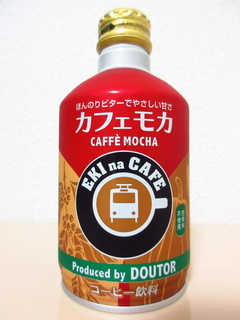 ほんのりビターでやさしい甘さ
カフェモカ
CAFFÈ MOCHA
EKI na CAFE
Produced by DOUTOR
コーヒー飲料